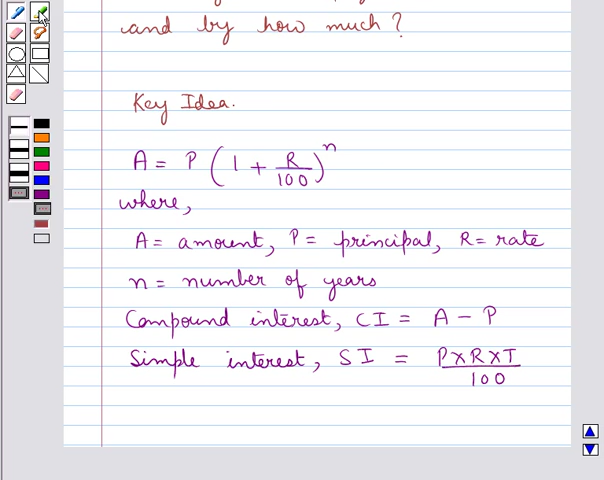 and by how much?
Key Idea.
A = P (1 + R/100)^n
where,
A = amount, P = principal, R = rate
n = number of years
Compound interest, CI = A - P
Simple interest, SI = P×R×T/100